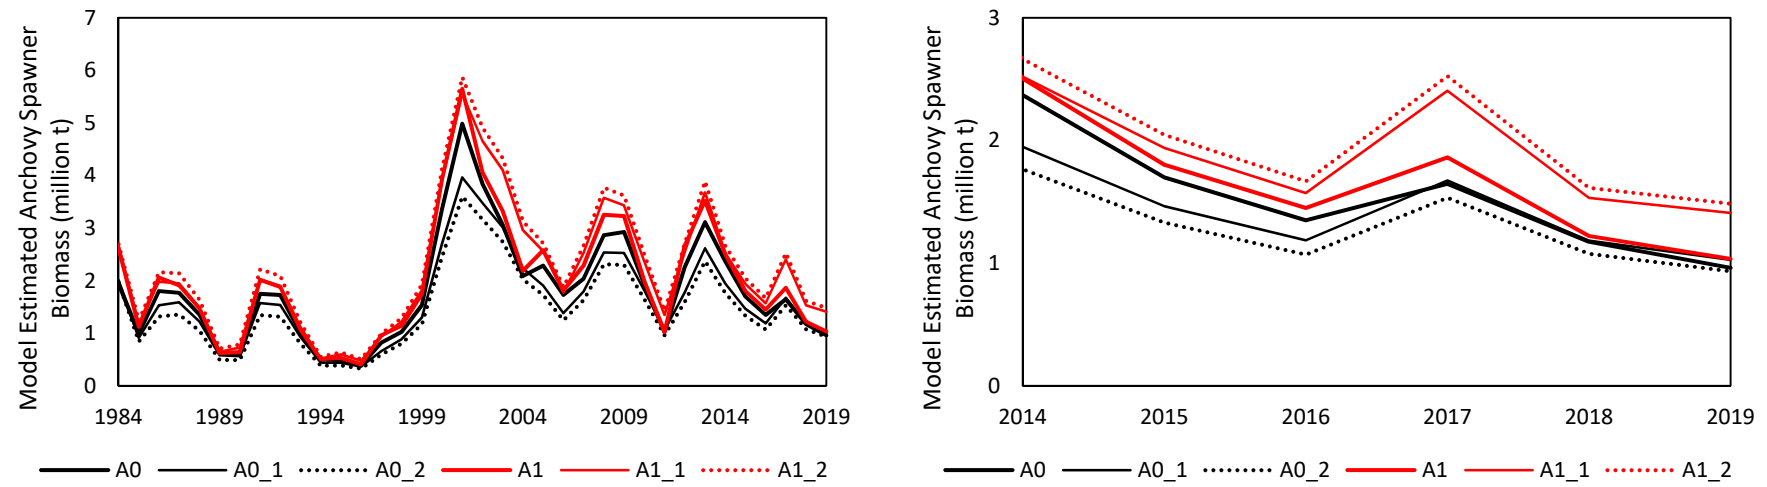 Model Estimated Anchovy Spawner
Biomass (million t)
7
6
5
4
3
2
1
0
1984 1989 1994 1999 2004 2009 2014 2019
A0 A0_1 A0_2 A1 A1_1 A1_2
Model Estimated Anchovy Spawner
Biomass (million t)
3
2
1
0
2014 2015 2016 2017 2018 2019
A0 A0_1 A0_2 A1 A1_1 A1_2